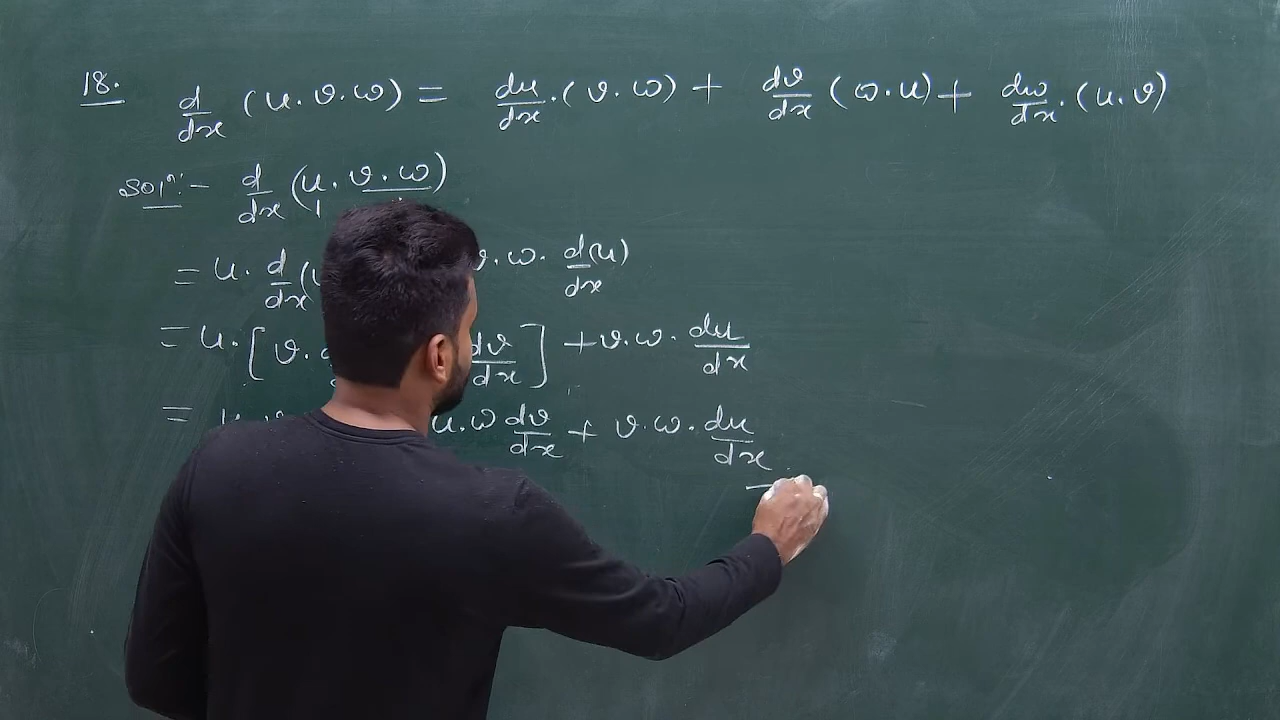 18. d/dx (u.v.w) = du/dx.(v.w) + dv/dx (w.u) + dw/dx.(u.v)
Solⁿ:- d/dx (u.v.w)
= u. d/dx (v v.w. d(u)/dx
= u.[v. dv/dx] + v.w. du/dx
= u.v u.w dv/dx + v.w. du/dx